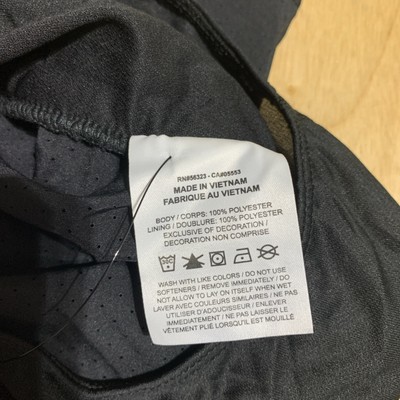 RN#56323 - CA#05553
MADE IN VIETNAM
FABRIQUE AU VIETNAM
BODY / CORPS: 100% POLYESTER
LINING / DOUBLURE: 100% POLYESTER
EXCLUSIVE OF DECORATION /
DECORATION NON COMPRISE
WASH WITH LIKE COLORS / DO NOT USE
SOFTENERS / REMOVE IMMEDIATELY / DO
NOT ALLOW TO LAY ON ITSELF WHEN WET
LAVER AVEC COULEURS SIMILAIRES / NE PAS
UTILISER D'ADOUCISSANT / ENLEVER
IMMÉDIATEMENT / NE PAS LAISSER LE
VÊTEMENT PLIÉ LORSQU'IL EST MOUILLÉ